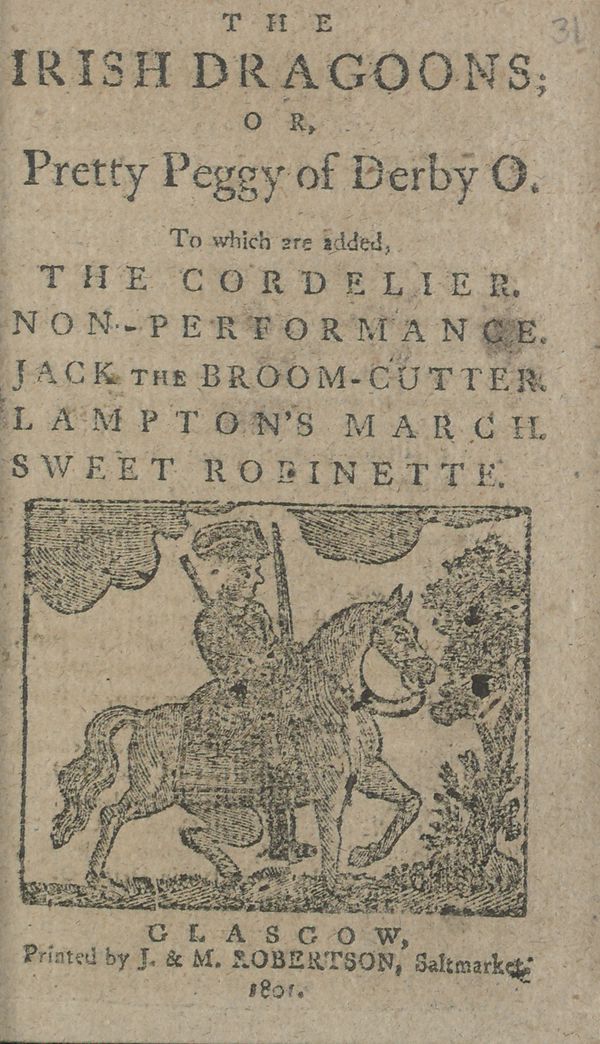 31
THE
IRISH DRAGOONS;
OR,
Pretty Peggy of Derby O.
To which are added,
THE CORDELIER.
NON-PERFORMANCE.
JACK THE BROOM-CUTTER.
LAMPTON'S MARCH.
SWEET ROBINETTE.
GLASGOW,
Printed by J. & M. ROBERTSON, Saltmarket;
1801.